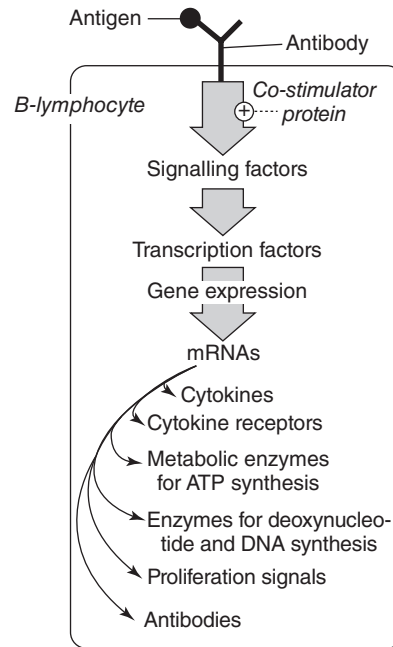 Antigen
Antibody
B-lymphocyte
Co-stimulator
protein
+
Signalling factors
Transcription factors
Gene expression
mRNAs
Cytokines
Cytokine receptors
Metabolic enzymes
for ATP synthesis
Enzymes for deoxynucleo-
tide and DNA synthesis
Proliferation signals
Antibodies